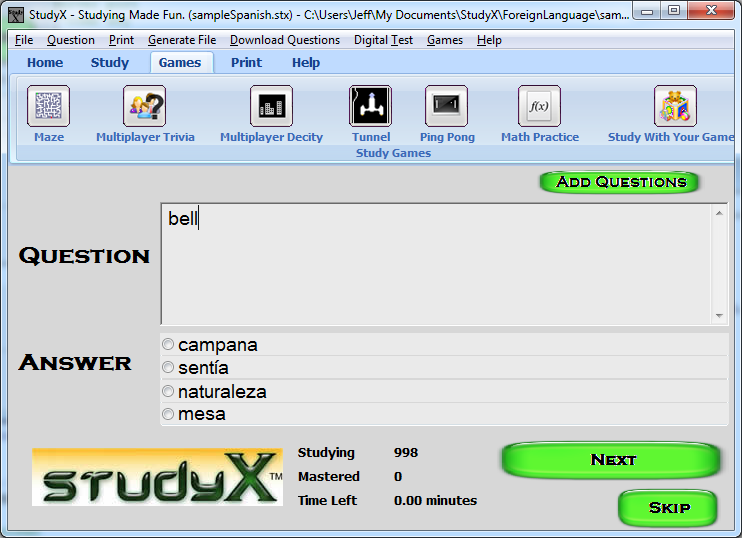 StudyX - Studying Made Fun. (sampleSpanish.stx) - C:\Users\Jeff\My Documents\StudyX\ForeignLanguage\sam...
File Question Print Generate File Download Questions Digital Test Games Help
Home Study Games Print Help
Maze Multiplayer Trivia Multiplayer Decity Tunnel Ping Pong Math Practice Study With Your Game
f(x)
Study Games
ADD QUESTIONS
QUESTION
bell
ANSWER
campana
sentía
naturaleza
mesa
studyX™
Studying 998
Mastered 0
Time Left 0.00 minutes
NEXT
SKIP